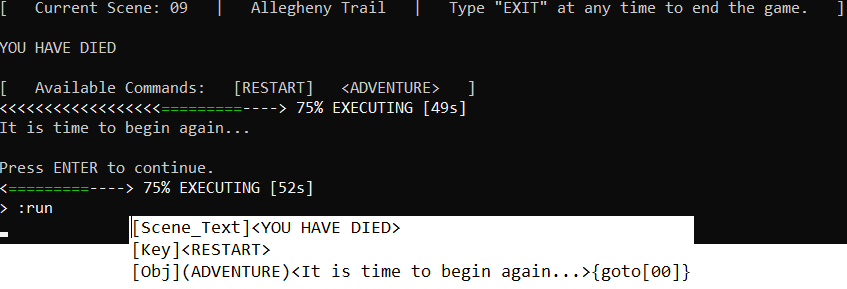 [   Current Scene: 09   |   Allegheny Trail   |   Type "EXIT" at any time to end the game.   ]
YOU HAVE DIED
[   Available Commands:   [RESTART]   <ADVENTURE>   ]
<<<<<<<<<<<<<<<<<<=========----> 75% EXECUTING [49s]
It is time to begin again...
Press ENTER to continue.
<=========----> 75% EXECUTING [52s]
> :run
[Scene_Text]<YOU HAVE DIED>
[Key]<RESTART>
[Obj](ADVENTURE)<It is time to begin again...>{goto[00]}